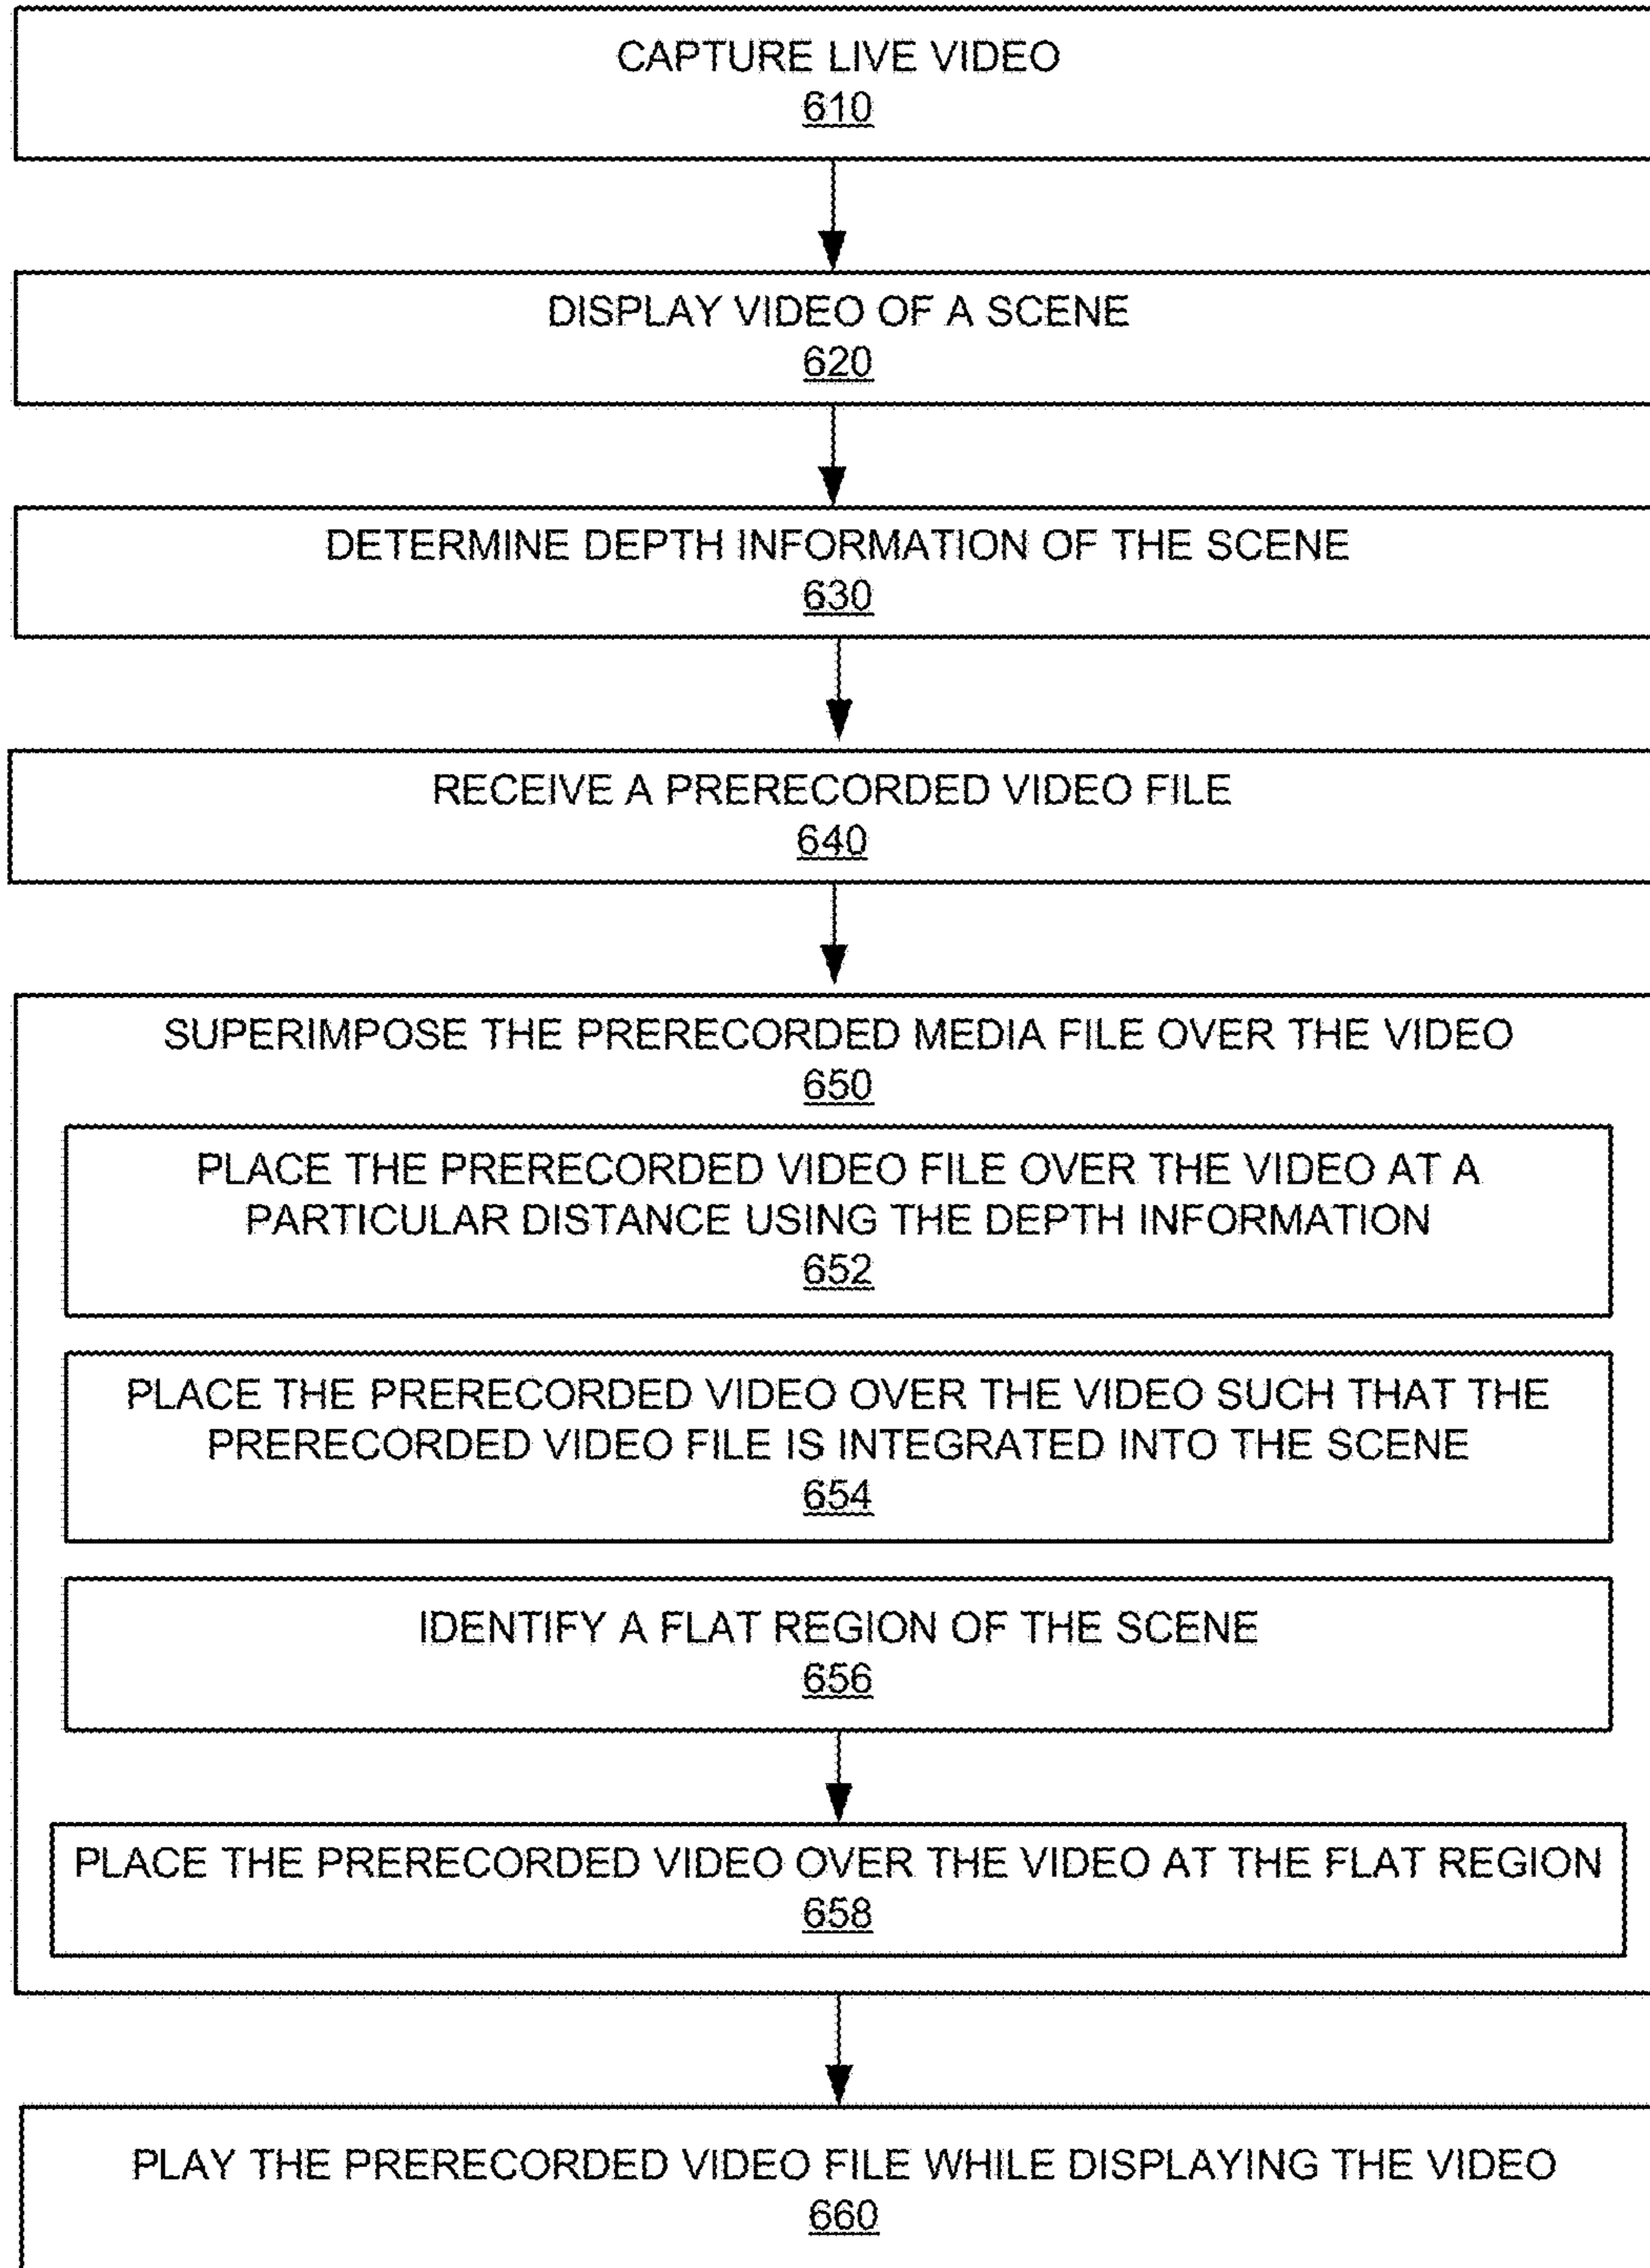 CAPTURE LIVE VIDEO
610
DISPLAY VIDEO OF A SCENE
620
DETERMINE DEPTH INFORMATION OF THE SCENE
630
RECEIVE A PRERECORDED VIDEO FILE
640
SUPERIMPOSE THE PRERECORDED MEDIA FILE OVER THE VIDEO
650
PLACE THE PRERECORDED VIDEO FILE OVER THE VIDEO AT A
PARTICULAR DISTANCE USING THE DEPTH INFORMATION
652
PLACE THE PRERECORDED VIDEO OVER THE VIDEO SUCH THAT THE
PRERECORDED VIDEO FILE IS INTEGRATED INTO THE SCENE
654
IDENTIFY A FLAT REGION OF THE SCENE
656
PLACE THE PRERECORDED VIDEO OVER THE VIDEO AT THE FLAT REGION
658
PLAY THE PRERECORDED VIDEO FILE WHILE DISPLAYING THE VIDEO
660